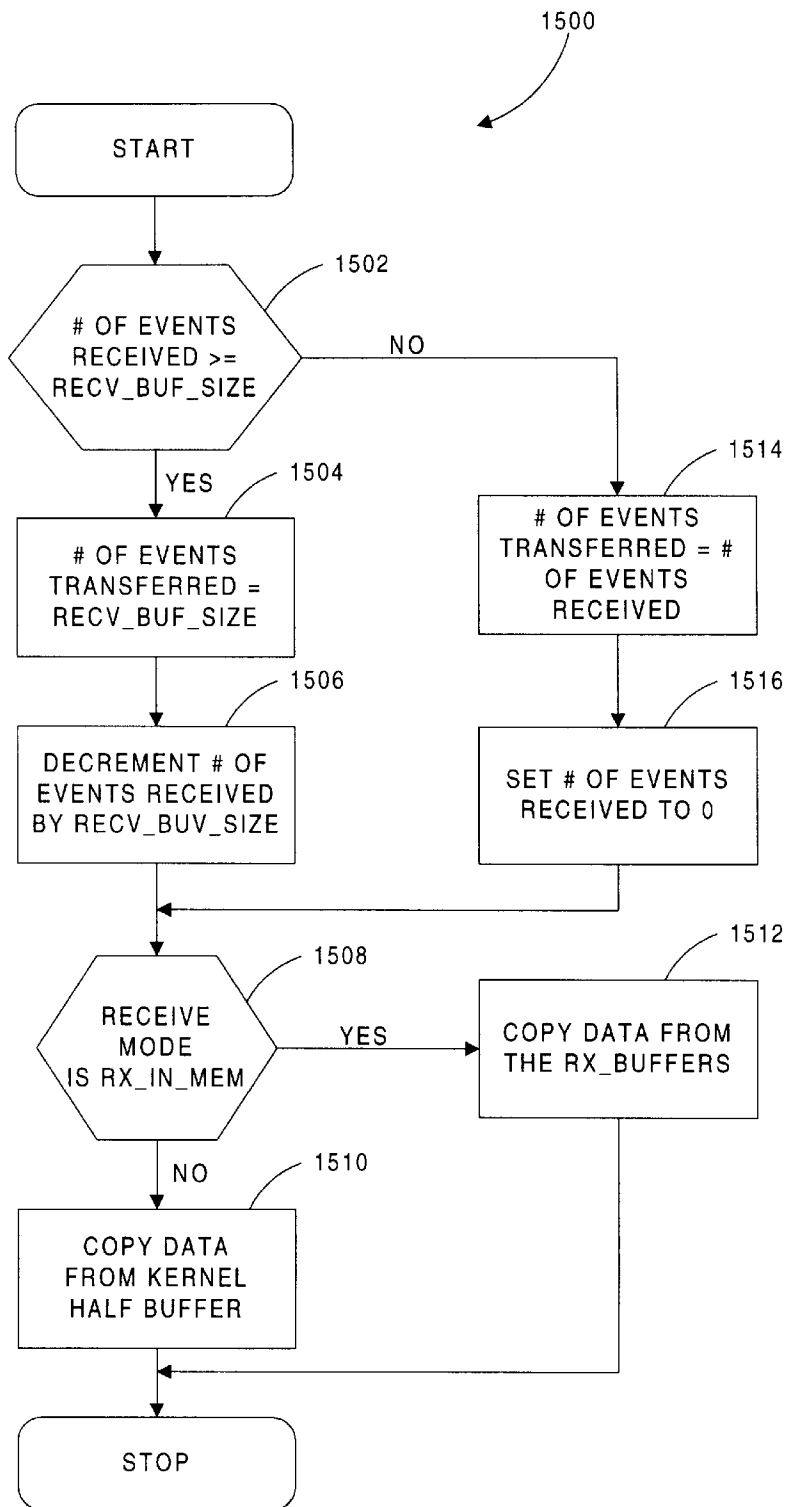 1500
START
1502
# OF EVENTS
RECEIVED >=
RECV_BUF_SIZE
NO
YES
1504
# OF EVENTS
TRANSFERRED =
RECV_BUF_SIZE
1514
# OF EVENTS
TRANSFERRED = #
OF EVENTS
RECEIVED
1506
DECREMENT # OF
EVENTS RECEIVED
BY RECV_BUV_SIZE
1516
SET # OF EVENTS
RECEIVED TO 0
1508
RECEIVE
MODE
IS RX_IN_MEM
YES
1512
COPY DATA FROM
THE RX_BUFFERS
NO
1510
COPY DATA
FROM KERNEL
HALF BUFFER
STOP